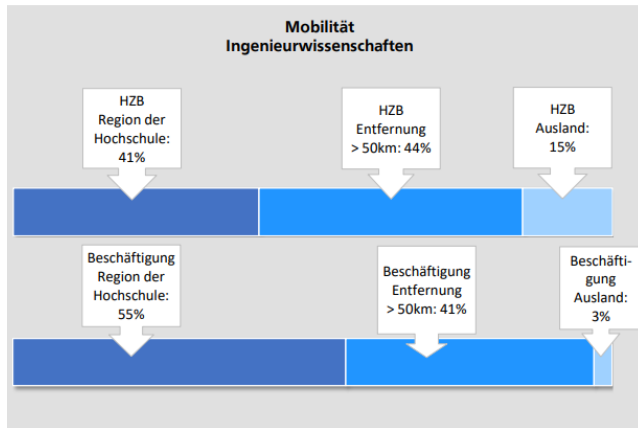 Mobilität
Ingenieurwissenschaften
HZB
Region der
Hochschule:
41%
HZB
Entfernung
> 50km: 44%
HZB
Ausland:
15%
Beschäftigung
Region der
Hochschule:
55%
Beschäftigung
Entfernung
> 50km: 41%
Beschäfti-
gung
Ausland:
3%